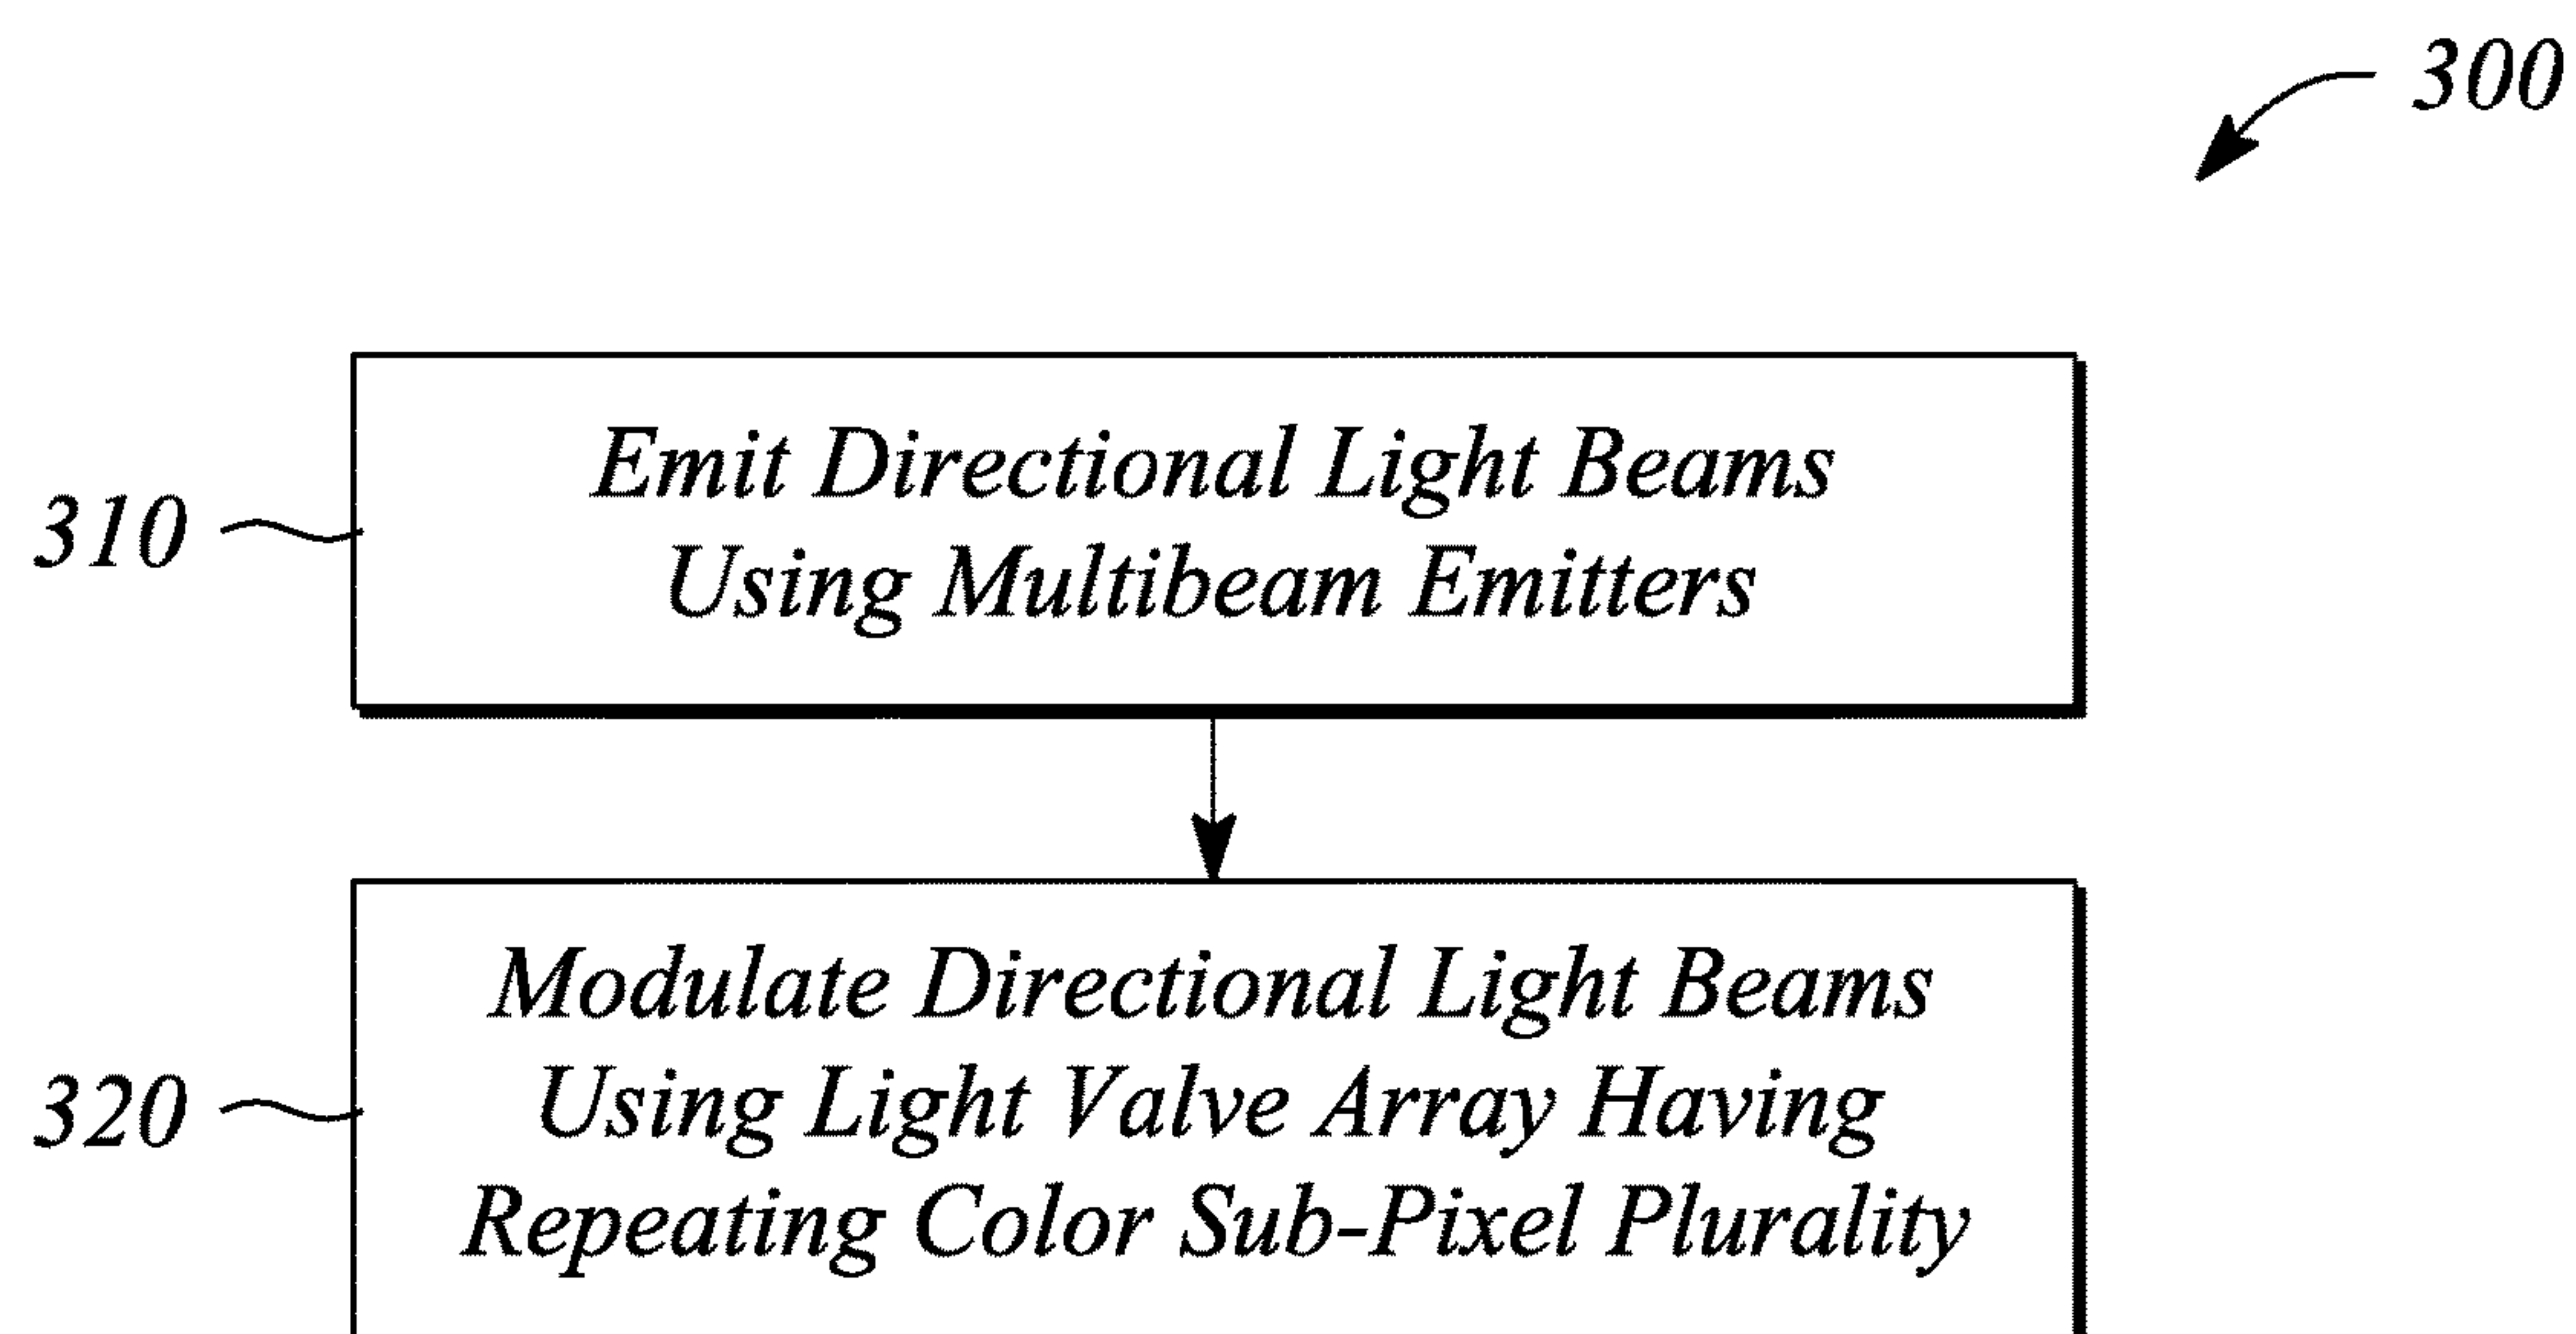 300
310
Emit Directional Light Beams
Using Multibeam Emitters
320
Modulate Directional Light Beams
Using Light Valve Array Having
Repeating Color Sub-Pixel Plurality